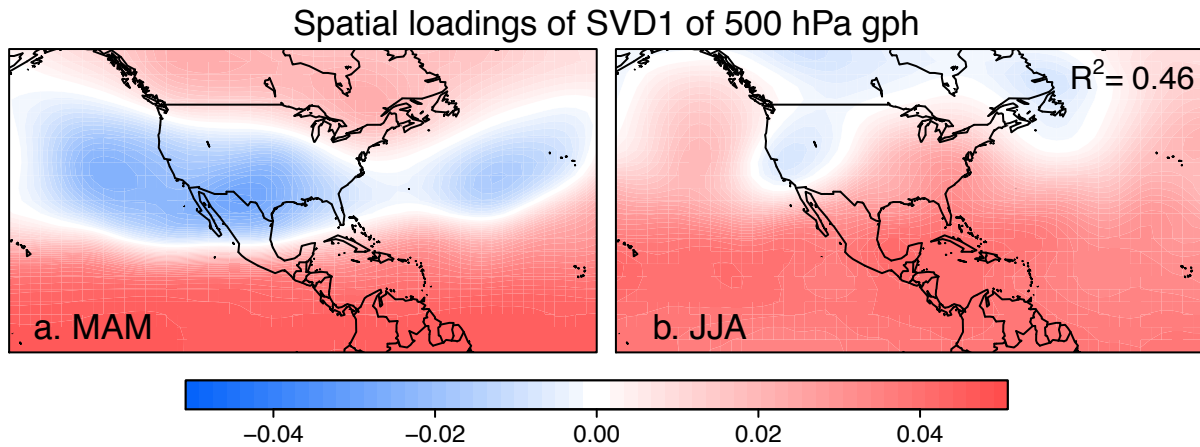 Spatial loadings of SVD1 of 500 hPa gph
a. MAM
b. JJA
R²= 0.46
−0.04
−0.02
0.00
0.02
0.04